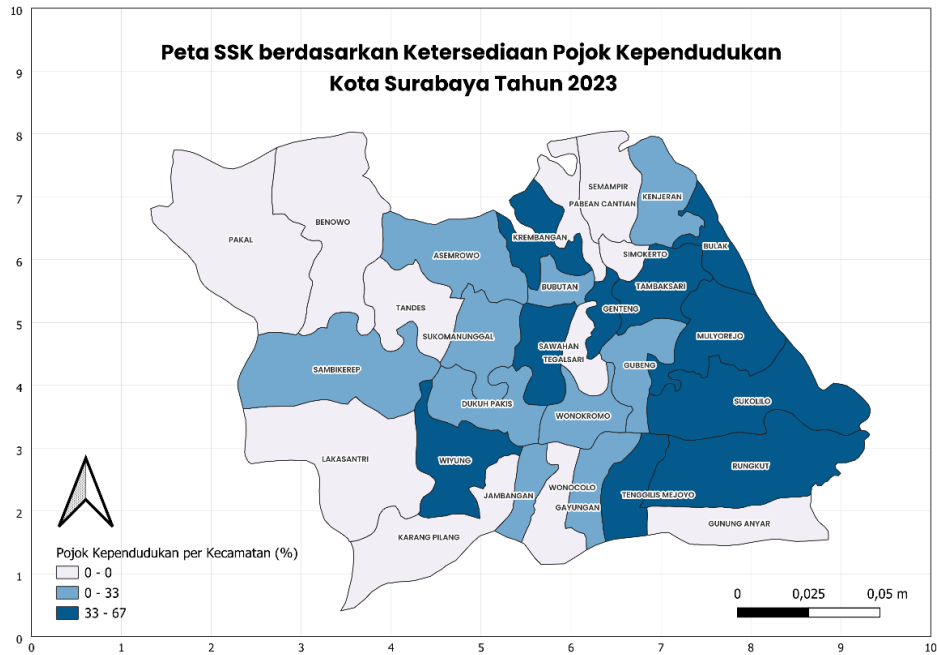 Peta SSK berdasarkan Ketersediaan Pojok Kependudukan
Kota Surabaya Tahun 2023
10
9
8
7
6
5
4
3
2
1
0
SEMAMPIR
KENJERAN
PABEAN CANTIAN
BENOWO
PAKAL
KREMBANGAN
BULAK
SIMOKERTO
ASEMROWO
BUBUTAN
TAMBAKSARI
TANDES
GENTENG
SUKOMANUNGGAL
MULYOREJO
SAWAHAN
TEGALSARI
GUBENG
SAMBIKEREP
DUKUH PAKIS
SUKOLILO
WONOKROMO
LAKASANTRI
WIYUNG
RUNGKUT
WONOCOLO
JAMBANGAN
TENGGILIS MEJOYO
GAYUNGAN
GUNUNG ANYAR
KARANG PILANG
Pojok Kependudukan per Kecamatan (%)
0 - 0
0 - 33
33 - 67
0 0,025 0,05 m
0 1 2 3 4 5 6 7 8 9 10